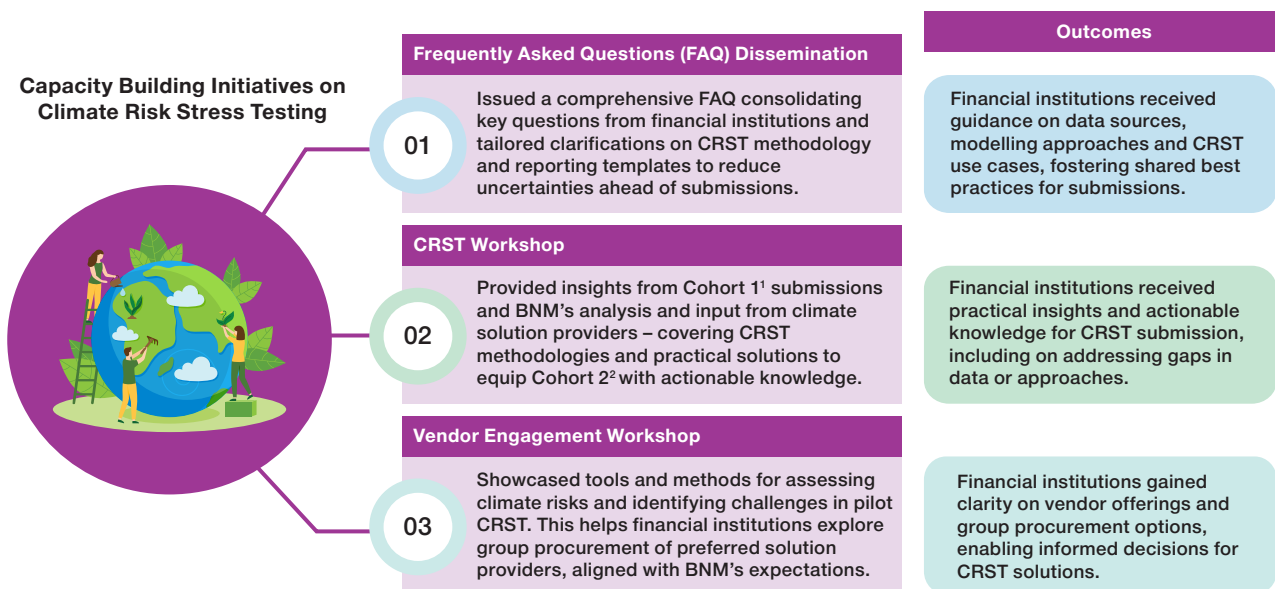 Capacity Building Initiatives on
Climate Risk Stress Testing
01
Frequently Asked Questions (FAQ) Dissemination
Issued a comprehensive FAQ consolidating
key questions from financial institutions and
tailored clarifications on CRST methodology
and reporting templates to reduce
uncertainties ahead of submissions.
Outcomes
Financial institutions received
guidance on data sources,
modelling approaches and CRST
use cases, fostering shared best
practices for submissions.
02
CRST Workshop
Provided insights from Cohort 1¹ submissions
and BNM’s analysis and input from climate
solution providers – covering CRST
methodologies and practical solutions to
equip Cohort 2² with actionable knowledge.
Financial institutions received
practical insights and actionable
knowledge for CRST submission,
including on addressing gaps in
data or approaches.
03
Vendor Engagement Workshop
Showcased tools and methods for assessing
climate risks and identifying challenges in pilot
CRST. This helps financial institutions explore
group procurement of preferred solution
providers, aligned with BNM’s expectations.
Financial institutions gained
clarity on vendor offerings and
group procurement options,
enabling informed decisions for
CRST solutions.